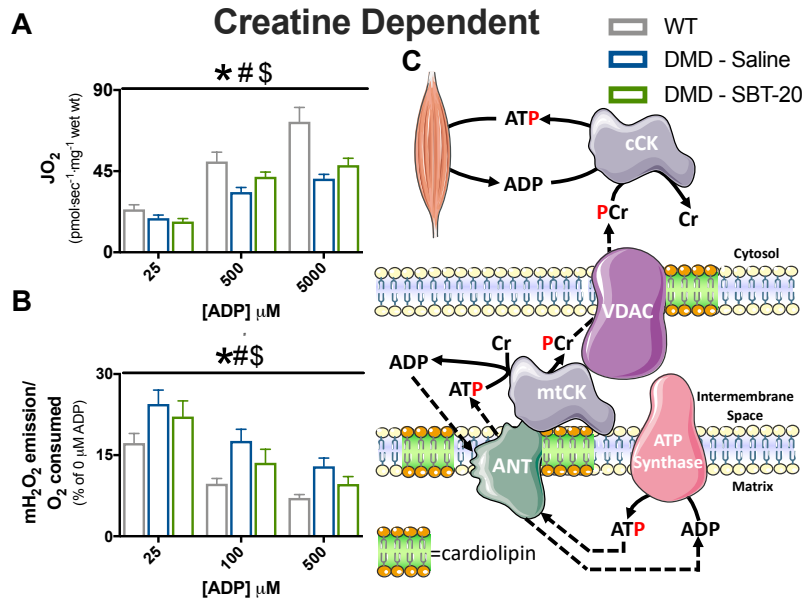 Creatine Dependent
WT
DMD - Saline
DMD - SBT-20
A
*#$
90
45
0
JO2
(pmol·sec⁻¹·mg⁻¹ wet wt)
25
500
5000
[ADP] μM
B
*#$
30
15
0
mH2O2 emission/
O2 consumed
(% of 0 μM ADP)
25
100
500
[ADP] μM
C
ATP
cCK
ADP
PCr
Cr
Cytosol
VDAC
Cr
PCr
ADP
ATP
mtCK
Intermembrane
Space
ANT
ATP
Synthase
Matrix
ATP
ADP
=cardiolipin